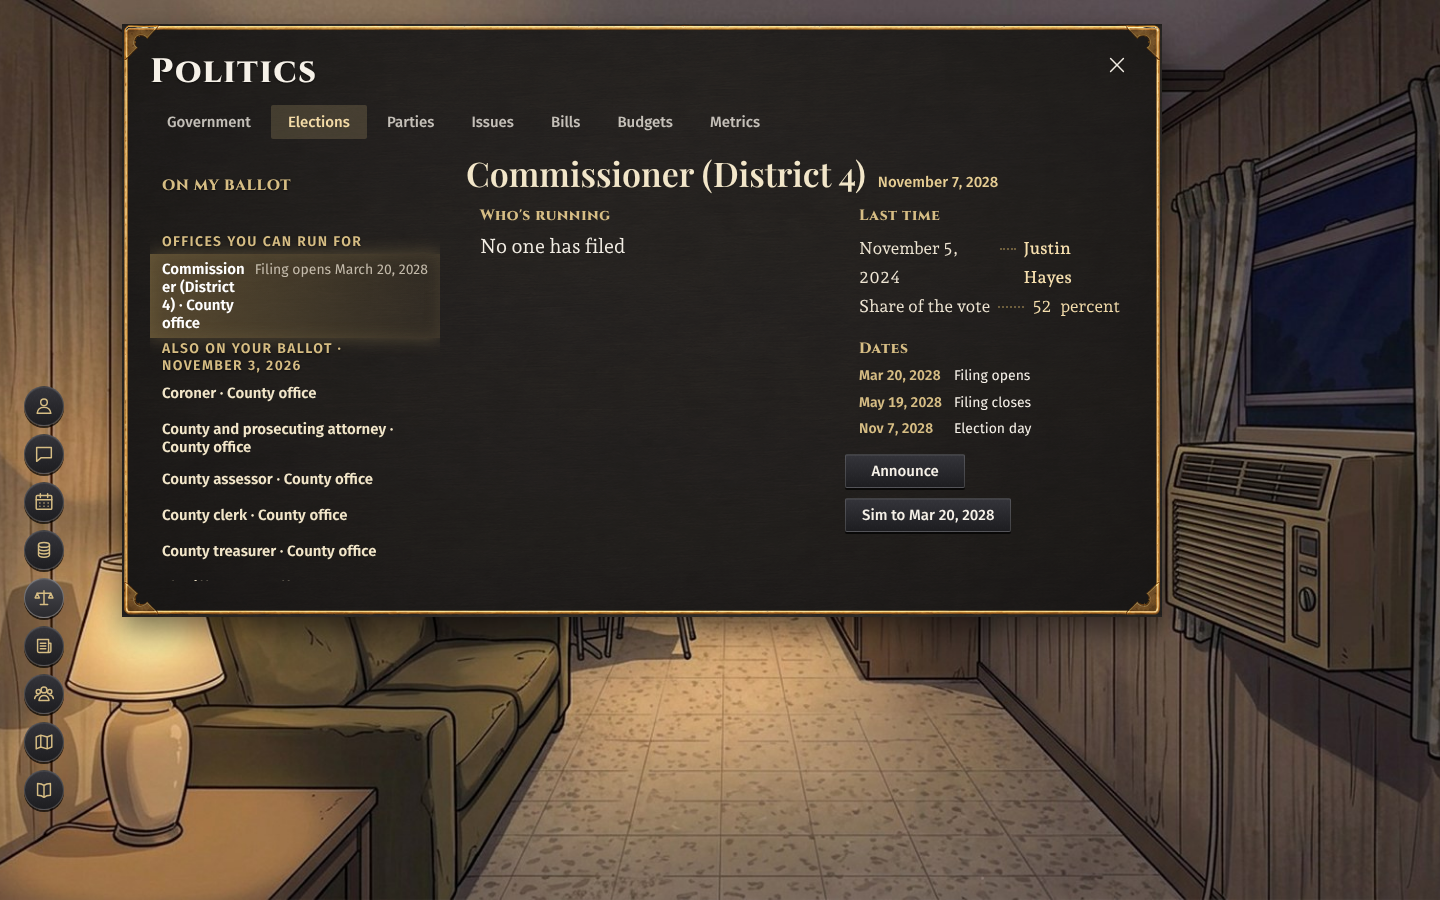 Politics
Government
Elections
Parties
Issues
Bills
Budgets
Metrics
On my ballot
OFFICES YOU CAN RUN FOR
Commission
er (District
4) · County
office
Filing opens March 20, 2028
ALSO ON YOUR BALLOT ·
NOVEMBER 3, 2026
Coroner · County office
County and prosecuting attorney ·
County office
County assessor · County office
County clerk · County office
County treasurer · County office
Commissioner (District 4) November 7, 2028
Who's running
No one has filed
Last time
November 5,
2024
Justin
Hayes
Share of the vote 52 percent
Dates
Mar 20, 2028 Filing opens
May 19, 2028 Filing closes
Nov 7, 2028 Election day
Announce
Sim to Mar 20, 2028